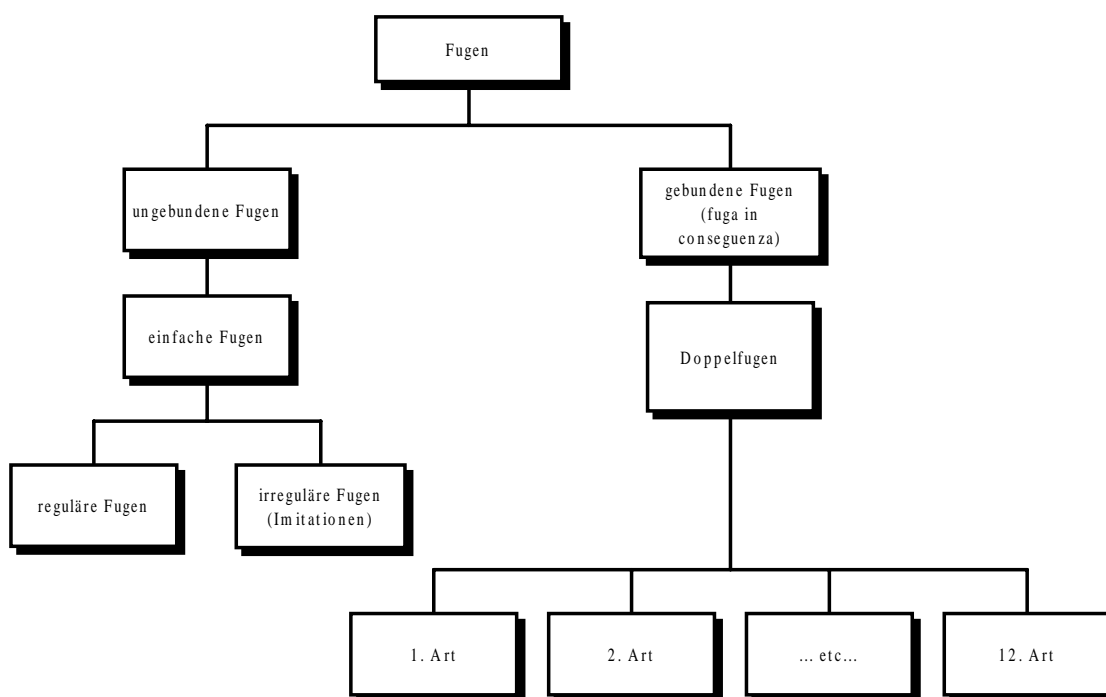 Fugen
ungebundene Fugen
gebundene Fugen
(fuga in
conseguenza)
einfache Fugen
Doppelfugen
reguläre Fugen
irreguläre Fugen
(Imitationen)
1. Art
2. Art
... etc...
12. Art